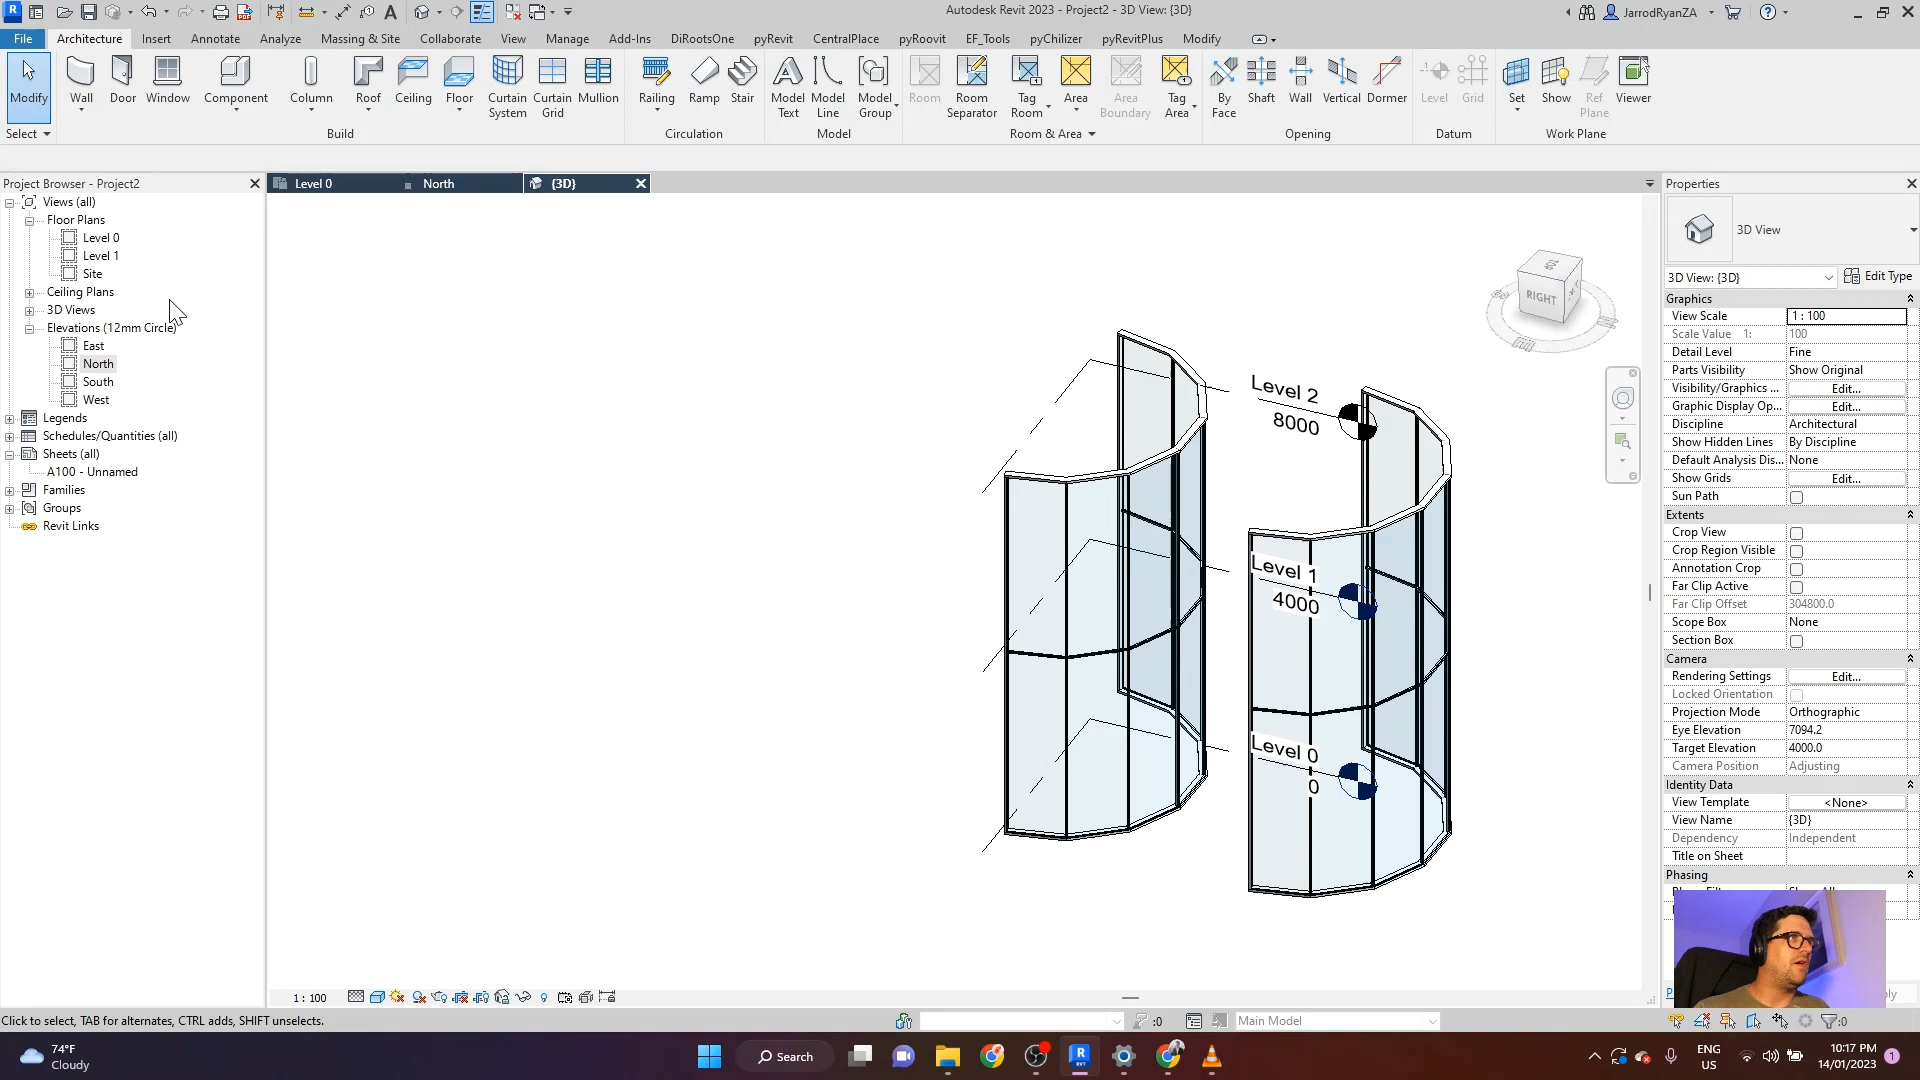 Autodesk Revit 2023 - Project2 - 3D View: {3D}
JarrodRyanZA
File
Architecture
Insert
Annotate
Analyze
Massing & Site
Collaborate
View
Manage
Add-Ins
DiRootsOne
pyRevit
CentralPlace
pyRoovit
EF_Tools
pyChilizer
pyRevitPlus
Modify
Modify
Wall
Door
Window
Component
Column
Roof
Ceiling
Floor
Curtain System
Curtain Grid
Mullion
Railing
Ramp
Stair
Model Text
Model Line
Model Group
Room
Room Separator
Tag Room
Area
Area Boundary
Tag Area
By Face
Shaft
Wall
Vertical
Dormer
Level
Grid
Set
Show
Ref Plane
Viewer
Select
Build
Circulation
Model
Room & Area
Opening
Datum
Work Plane
Project Browser - Project2
Views (all)
Floor Plans
Level 0
Level 1
Site
Ceiling Plans
3D Views
Elevations (12mm Circle)
East
North
South
West
Legends
Schedules/Quantities (all)
Sheets (all)
A100 - Unnamed
Families
Groups
Revit Links
Level 0
North
{3D}
TOP
RIGHT
Level 2
8000
Level 1
4000
Level 0
0
Properties
3D View
3D View: {3D}
Edit Type
Graphics
View Scale 1 : 100
Scale Value 1: 100
Detail Level Fine
Parts Visibility Show Original
Visibility/Graphics ... Edit...
Graphic Display Op... Edit...
Discipline Architectural
Show Hidden Lines By Discipline
Default Analysis Dis... None
Show Grids Edit...
Sun Path
Extents
Crop View
Crop Region Visible
Annotation Crop
Far Clip Active
Far Clip Offset 304800.0
Scope Box None
Section Box
Camera
Rendering Settings Edit...
Locked Orientation
Projection Mode Orthographic
Eye Elevation 7094.2
Target Elevation 4000.0
Camera Position Adjusting
Identity Data
View Template <None>
View Name {3D}
Dependency Independent
Title on Sheet
Phasing
1 : 100
Click to select, TAB for alternates, CTRL adds, SHIFT unselects.
:0
Main Model
:0
74°F
Cloudy
Search
ENG
US
10:17 PM
14/01/2023
1